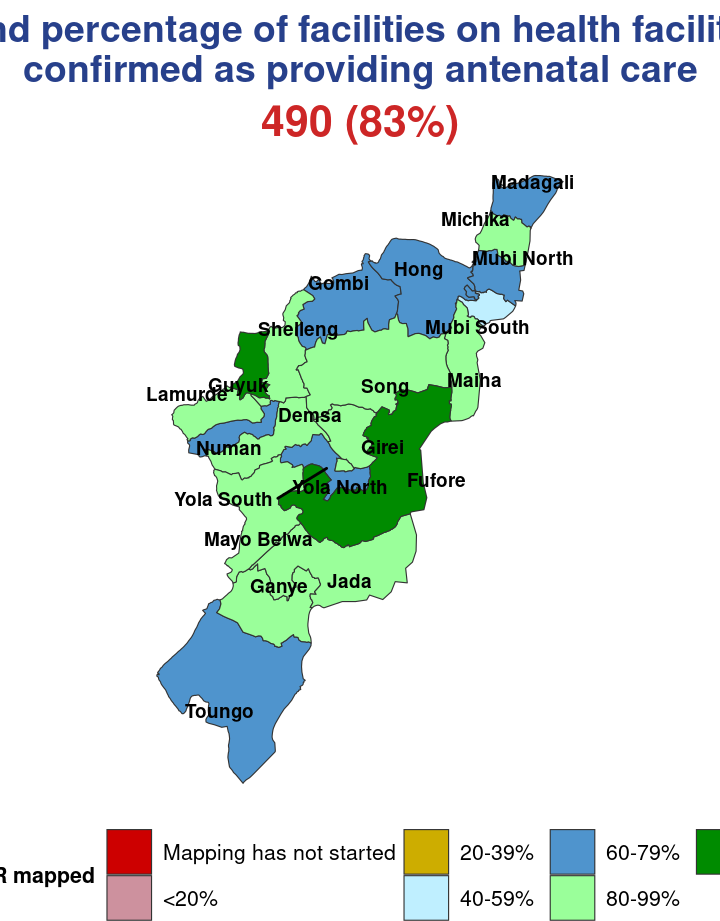 nd percentage of facilities on health facilit
confirmed as providing antenatal care
490 (83%)
Madagali
Michika
Mubi North
Hong
Gombi
Mubi South
Shelleng
Maiha
Guyuk
Song
Lamurde
Demsa
Numan
Girei
Fufore
Yola North
Yola South
Mayo Belwa
Ganye
Jada
Toungo
R mapped
Mapping has not started
20-39%
60-79%
<20%
40-59%
80-99%